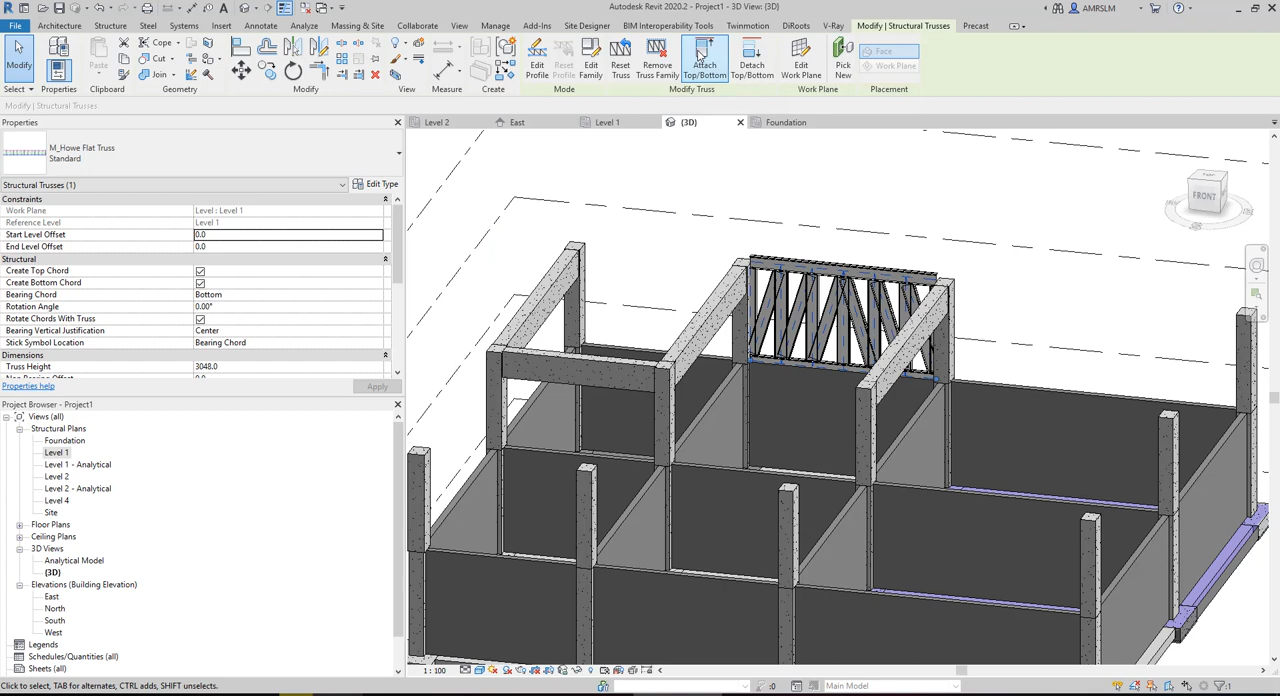 Autodesk Revit 2020.2 - Project1 - 3D View: {3D}
AMRSLM
File Architecture Structure Steel Systems Insert Annotate Analyze Massing & Site Collaborate View Manage Add-Ins Site Designer BIM Interoperability Tools Twinmotion DiRoots V-Ray Modify | Structural Trusses Precast
Modify Paste Cope Cut Join Edit Profile Reset Profile Edit Family Reset Truss Remove Truss Family Attach Top/Bottom Detach Top/Bottom Edit Work Plane Pick New Face Work Plane
Select Properties Clipboard Geometry Modify View Measure Create Mode Modify Truss Work Plane Placement
Modify | Structural Trusses
Properties
Level 2 East Level 1 {3D} Foundation
M_Howe Flat Truss
Standard
Structural Trusses (1) Edit Type
Constraints
Work Plane Level : Level 1
Reference Level Level 1
Start Level Offset 0.0
End Level Offset 0.0
Structural
Create Top Chord
Create Bottom Chord
Bearing Chord Bottom
Rotation Angle 0.00°
Rotate Chords With Truss
Bearing Vertical Justification Center
Stick Symbol Location Bearing Chord
Dimensions
Truss Height 3048.0
Properties help Apply
Project Browser - Project1
Views (all)
Structural Plans
Foundation
Level 1
Level 1 - Analytical
Level 2
Level 2 - Analytical
Level 4
Site
Floor Plans
Ceiling Plans
3D Views
Analytical Model
{3D}
Elevations (Building Elevation)
East
North
South
West
Legends
Schedules/Quantities (all)
Sheets (all)
TOP
FRONT
1 : 100
Click to select, TAB for alternates, CTRL adds, SHIFT unselects.
:0 Main Model :1